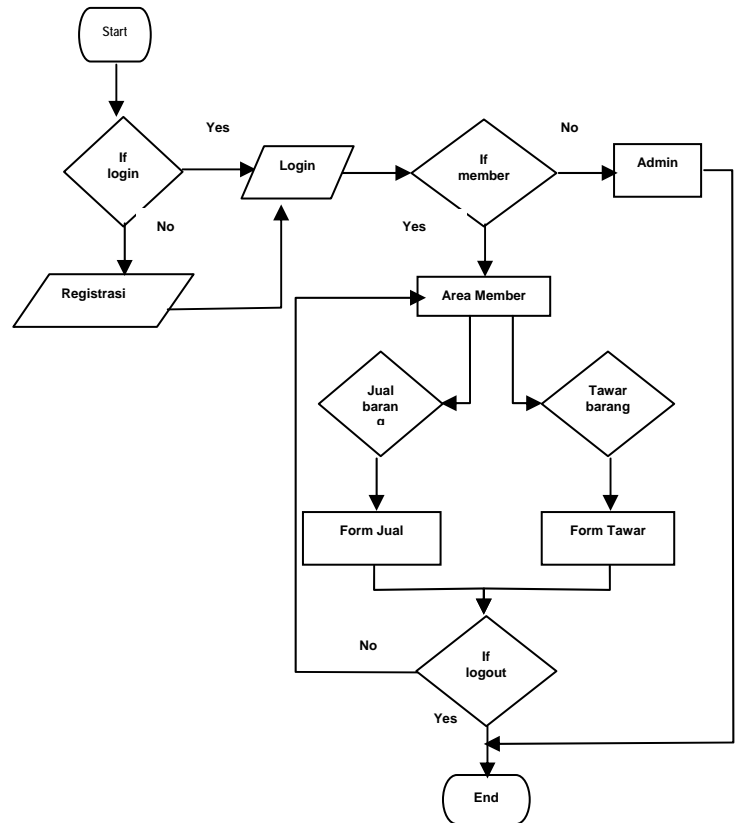 Start
Yes
If
login
Login
No
If
member
Admin
No
Yes
Registrasi
Area Member
Jual
baran
g
Tawar
barang
Form Jual
Form Tawar
No
If
logout
Yes
End